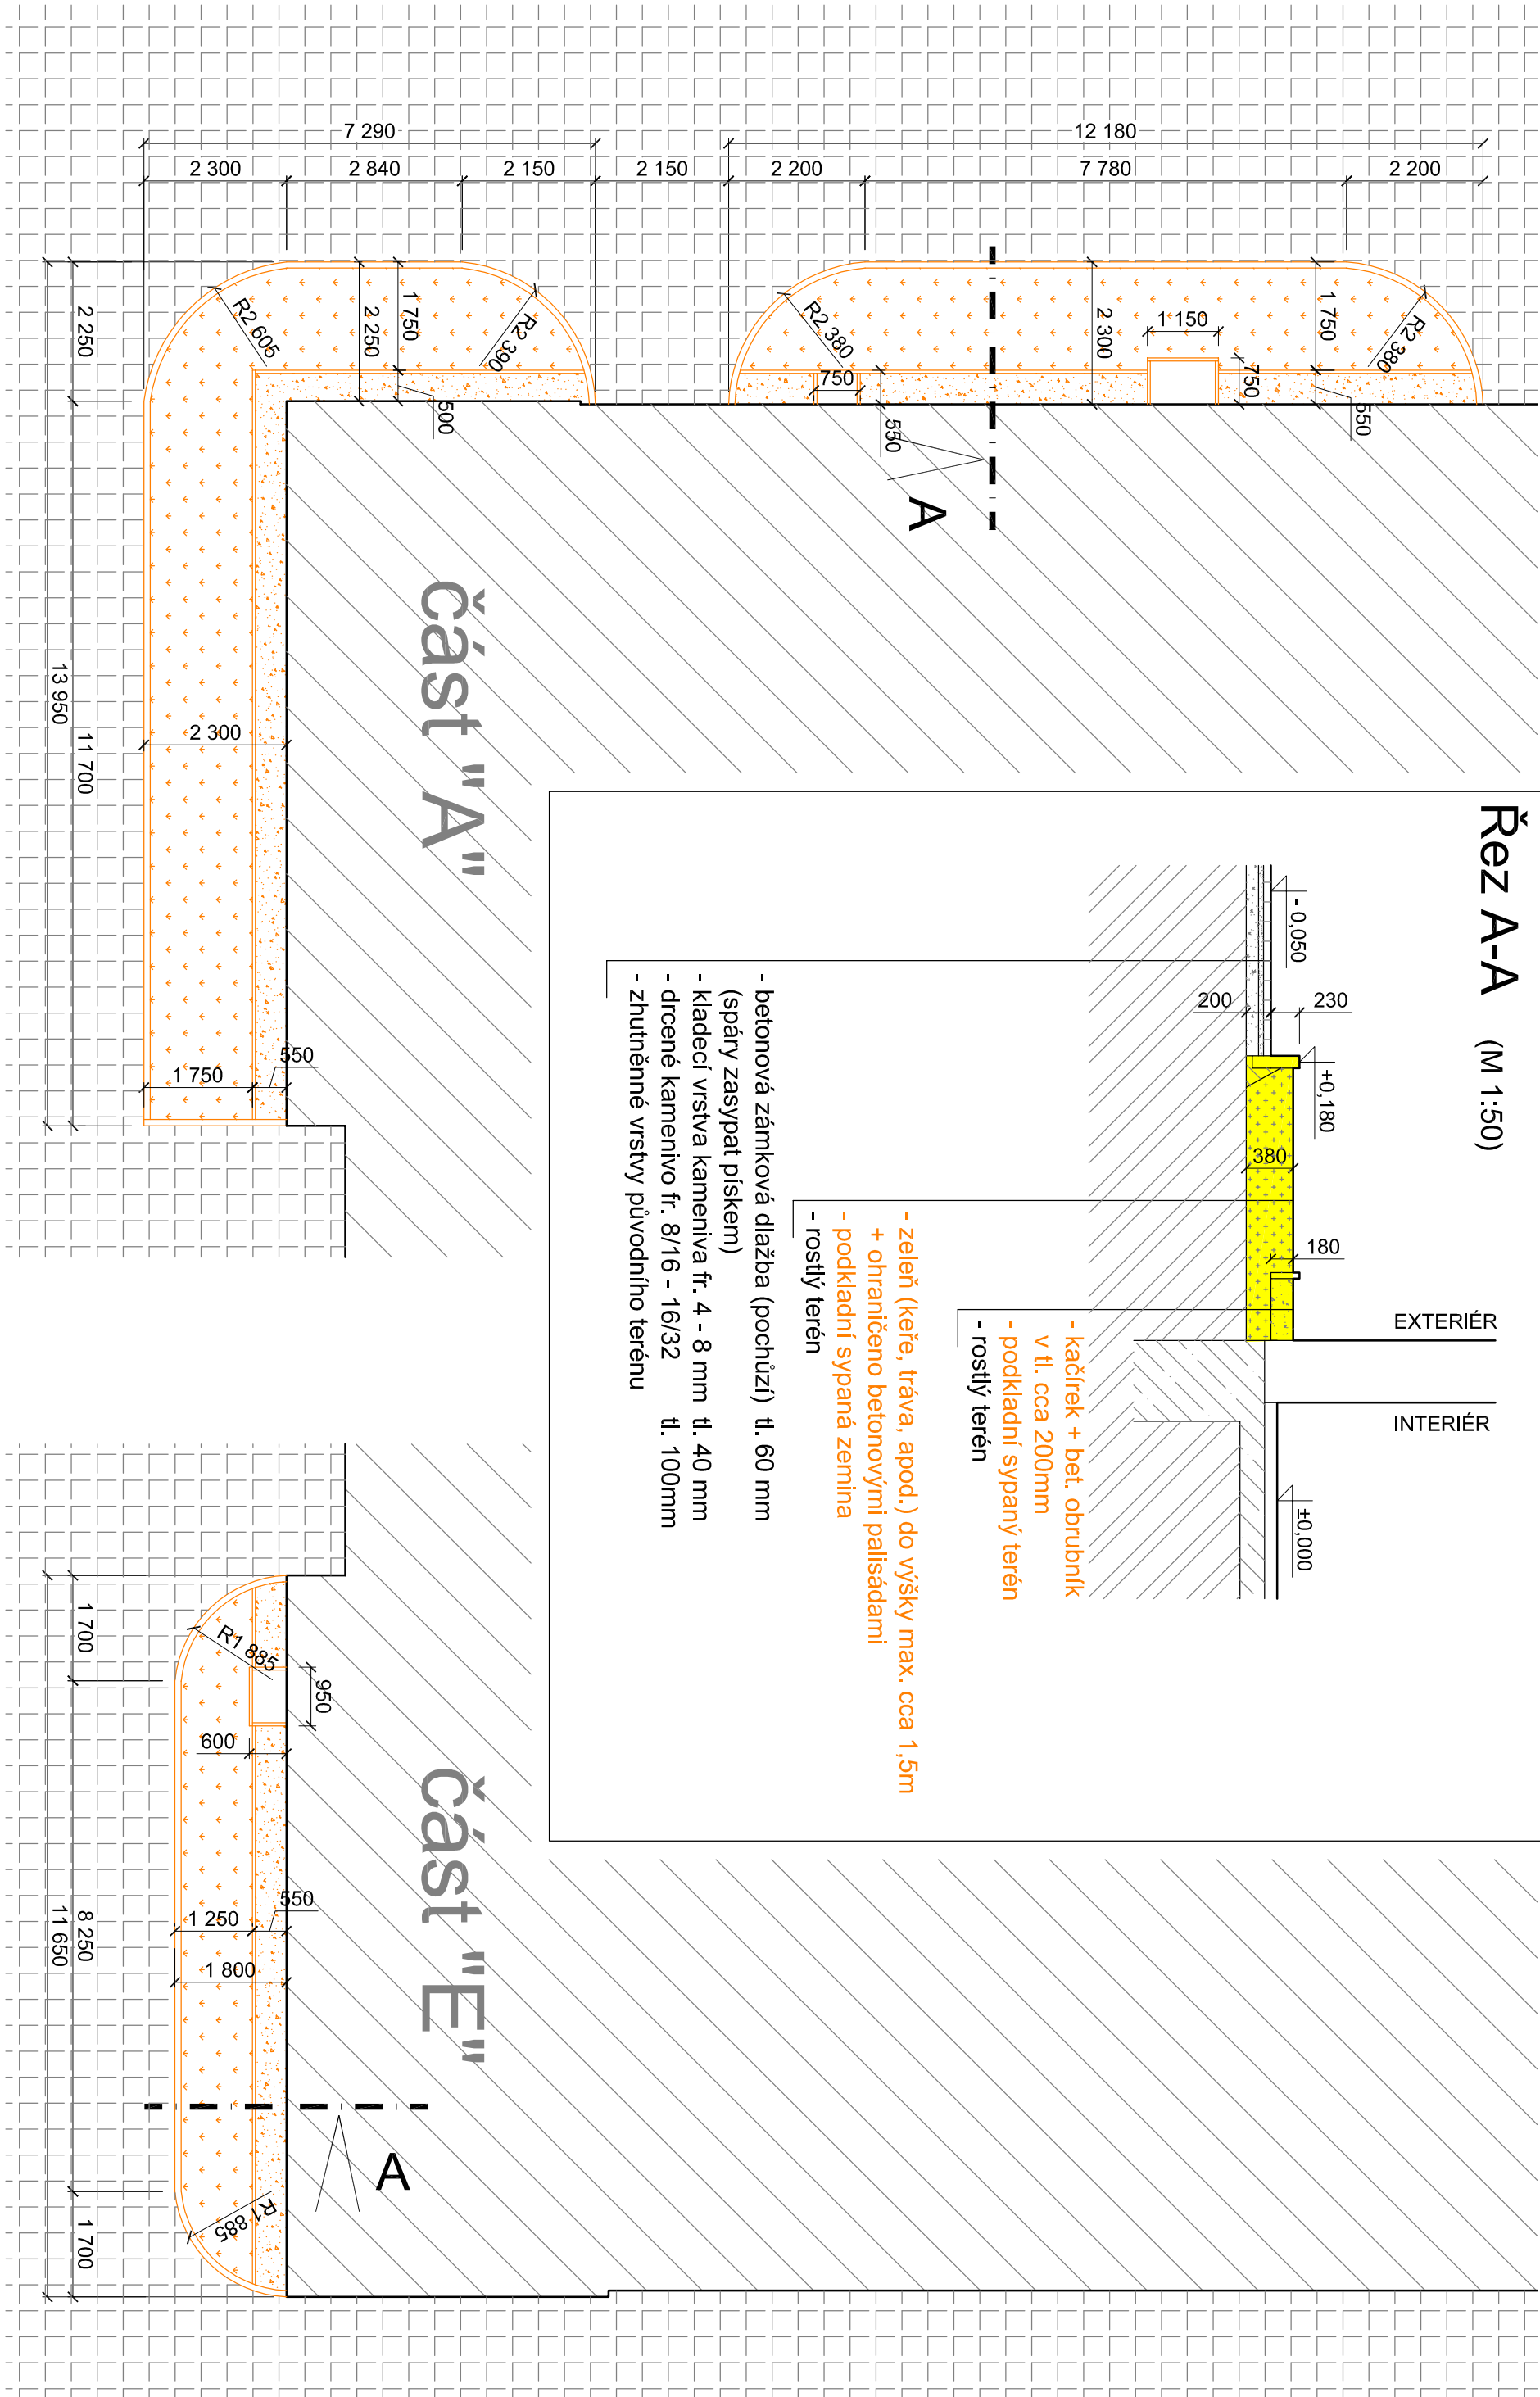 7 290
12 180
2 300
2 840
2 150
2 150
2 200
7 780
2 200
R2 605
2 250
1 750
R2 390
500
R2 380
750
550
2 300
1 150
750
1 750
R2 380
550
A
2 250
13 950
11 700
2 300
1 750
550
část "A"
Řez A-A (M 1:50)
- 0,050
200
230
+0,180
380
180
EXTERIÉR
INTERIÉR
±0,000
- kačírek + bet. obrubník
v tl. cca 200mm
- podkladní sypaný terén
- rostlý terén
- zeleň (keře, tráva, apod.) do výšky max. cca 1,5m
+ ohraničeno betonovými palisádami
- podkladní sypaná zemina
- rostlý terén
- betonová zámková dlažba (pochůzí) tl. 60 mm
(spáry zasypat pískem)
- kladecí vrstva kameniva fr. 4 - 8 mm tl. 40 mm
- drcené kamenivo fr. 8/16 - 16/32 tl. 100mm
- zhutněnné vrstvy původního terénu
část "E"
1 700
R1 885
950
600
550
1 250
1 800
8 250
11 650
A
R1 885
1 700